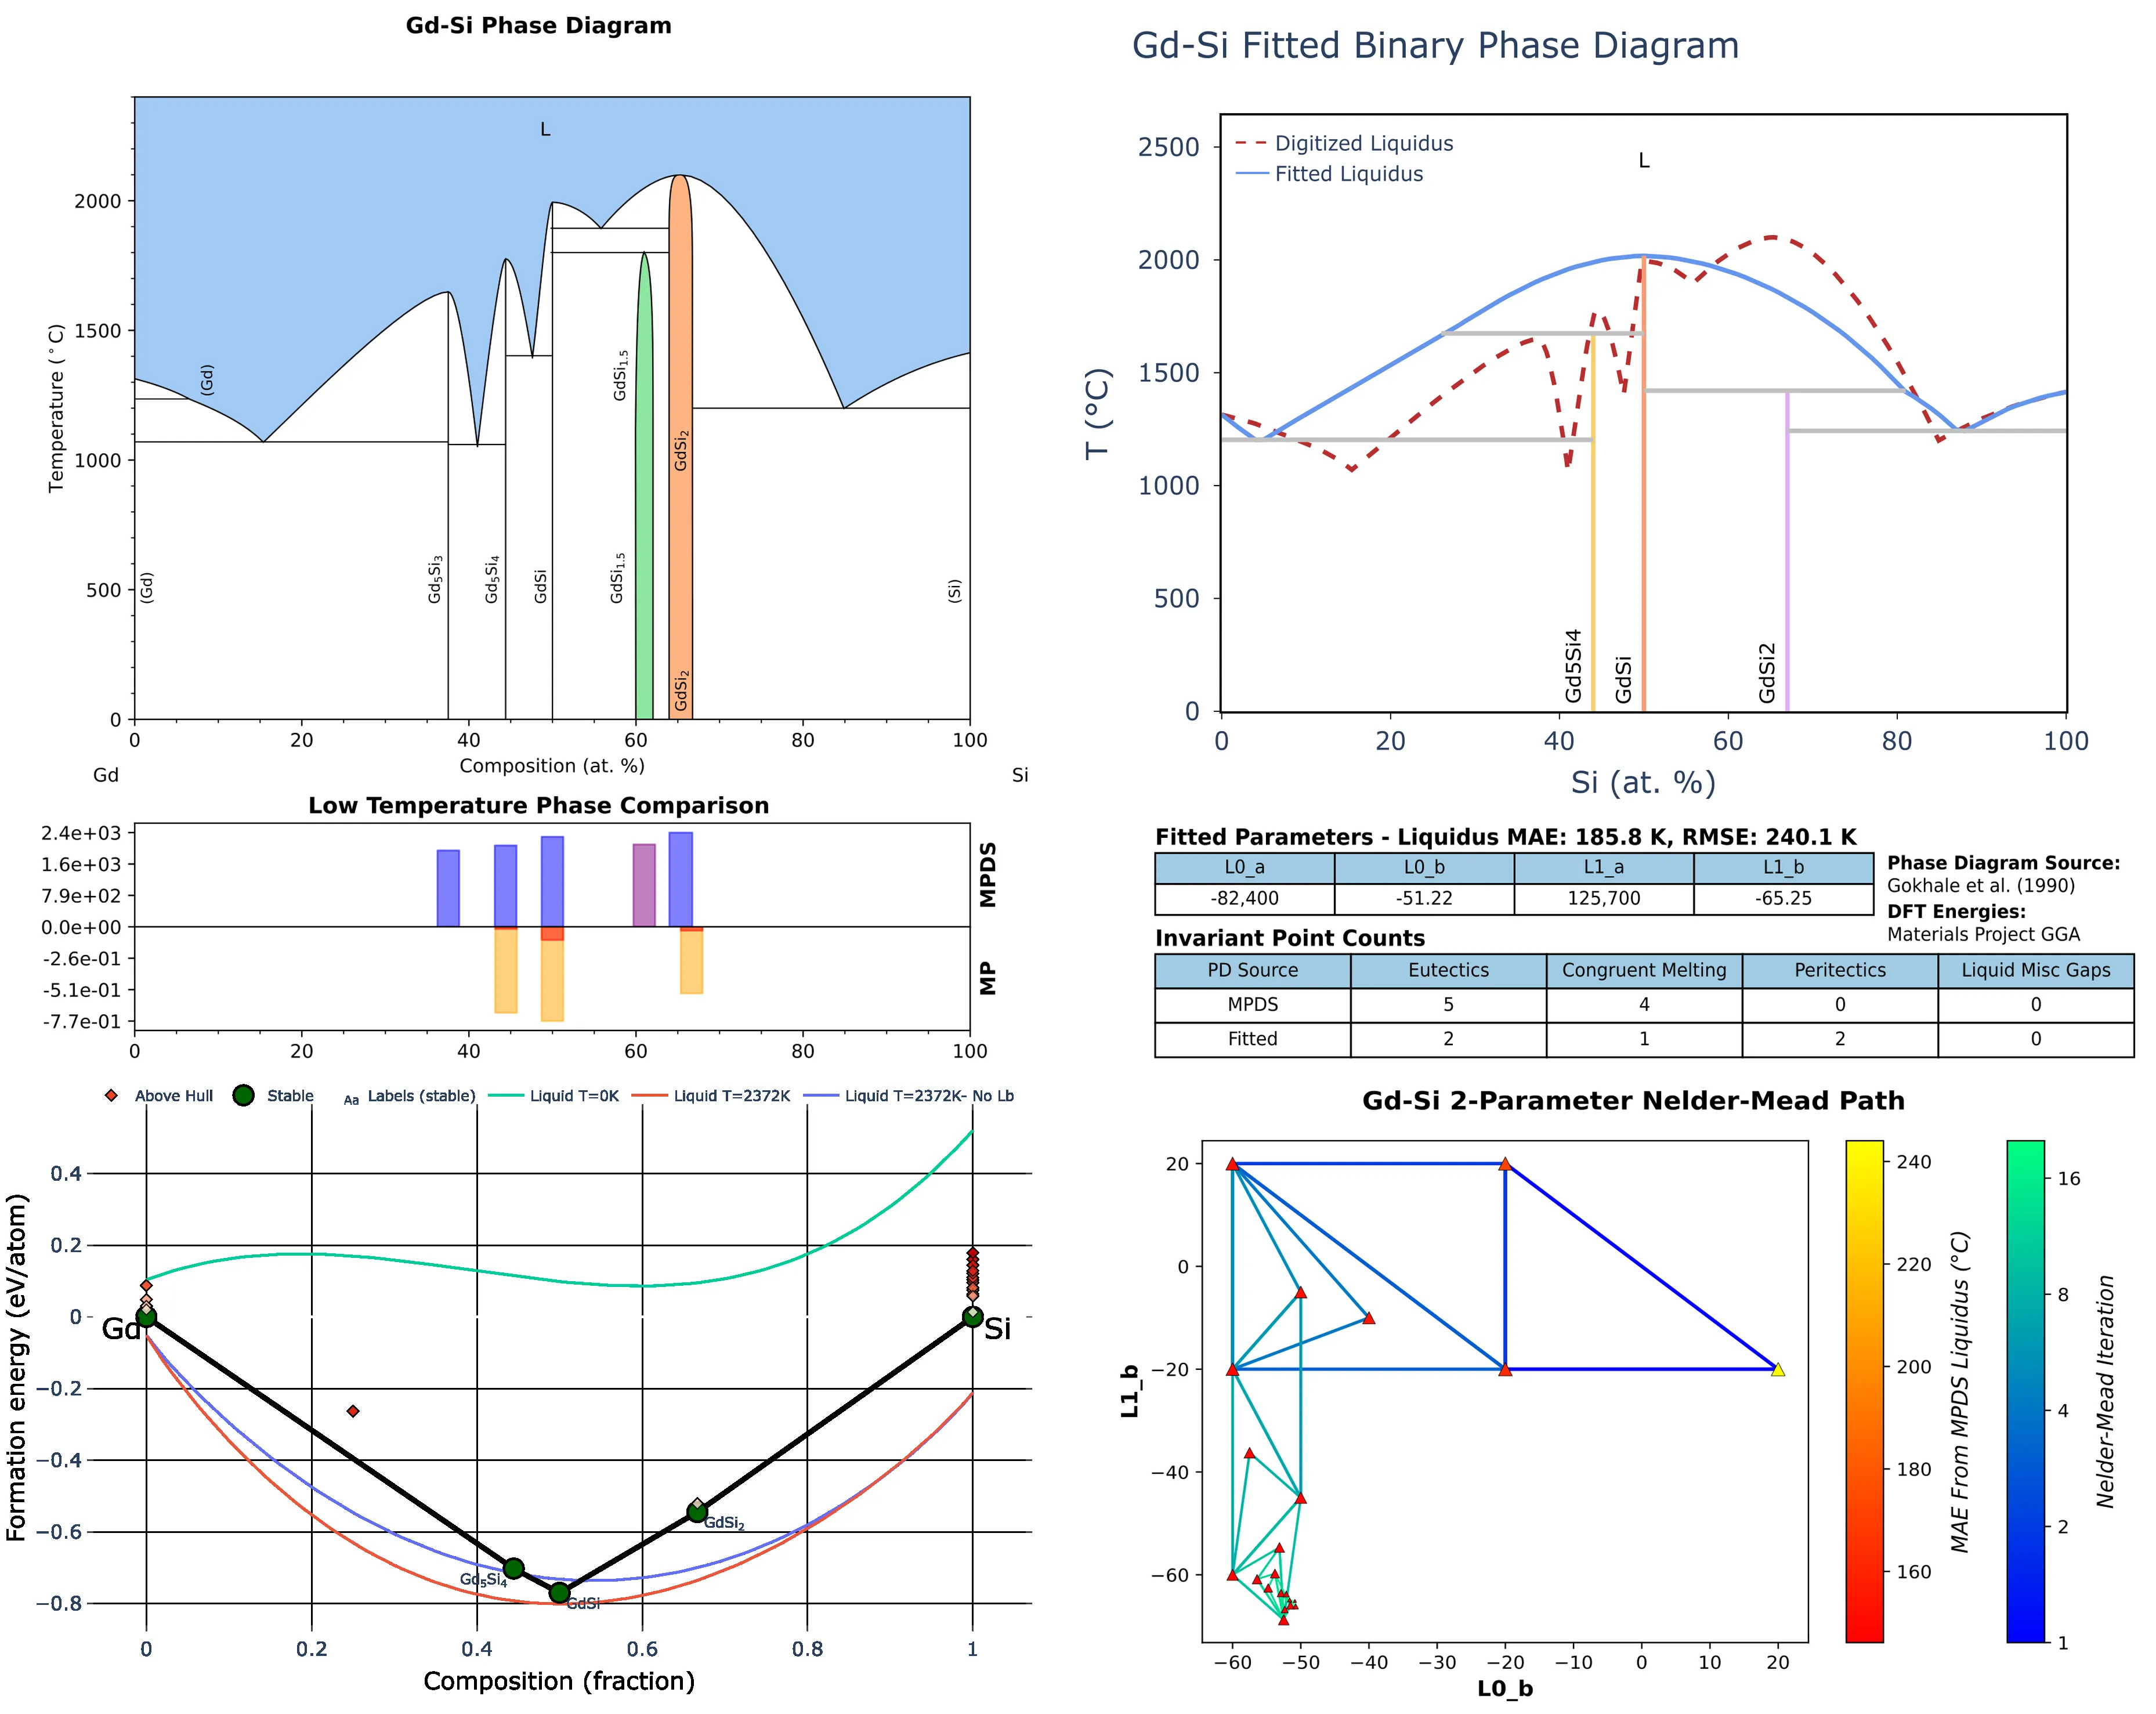 Gd-Si Phase Diagram
L
Temperature (°C)
2000
1500
1000
500
0
(Gd)
(Gd)
Gd5Si3
Gd5Si4
GdSi
GdSi1.5
GdSi1.5
GdSi2
GdSi2
(Si)
0 20 40 60 80 100
Composition (at. %)
Gd Si
Gd-Si Fitted Binary Phase Diagram
Digitized Liquidus
Fitted Liquidus
L
T (°C)
2500
2000
1500
1000
500
0
Gd5Si4
GdSi
GdSi2
0 20 40 60 80 100
Si (at. %)
Low Temperature Phase Comparison
2.4e+03
1.6e+03
7.9e+02
0.0e+00
-2.6e-01
-5.1e-01
-7.7e-01
MPDS
MP
0 20 40 60 80 100
Fitted Parameters - Liquidus MAE: 185.8 K, RMSE: 240.1 K
L0_a L0_b L1_a L1_b
-82,400 -51.22 125,700 -65.25
Phase Diagram Source:
Gokhale et al. (1990)
DFT Energies:
Materials Project GGA
Invariant Point Counts
PD Source Eutectics Congruent Melting Peritectics Liquid Misc Gaps
MPDS 5 4 0 0
Fitted 2 1 2 0
Above Hull Stable Aa Labels (stable) Liquid T=0K Liquid T=2372K Liquid T=2372K- No Lb
Formation energy (eV/atom)
0.4
0.2
0
−0.2
−0.4
−0.6
−0.8
Gd
Si
Gd5Si4
GdSi
GdSi2
0 0.2 0.4 0.6 0.8 1
Composition (fraction)
Gd-Si 2-Parameter Nelder-Mead Path
L1_b
20
0
−20
−40
−60
−60 −50 −40 −30 −20 −10 0 10 20
L0_b
240
220
200
180
160
MAE From MPDS Liquidus (°C)
16
8
4
2
1
Nelder-Mead Iteration